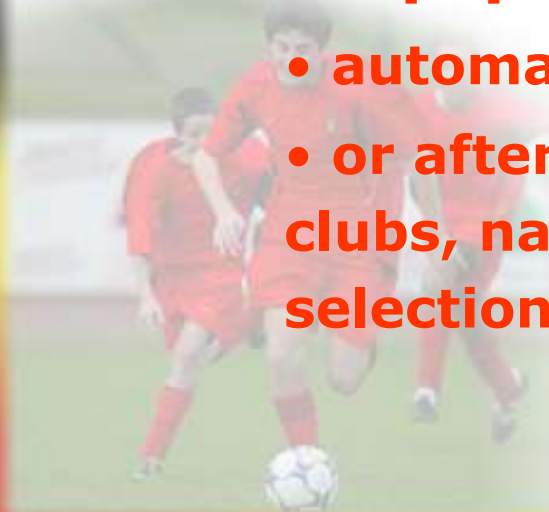 • automa
• or after
clubs, na
selection